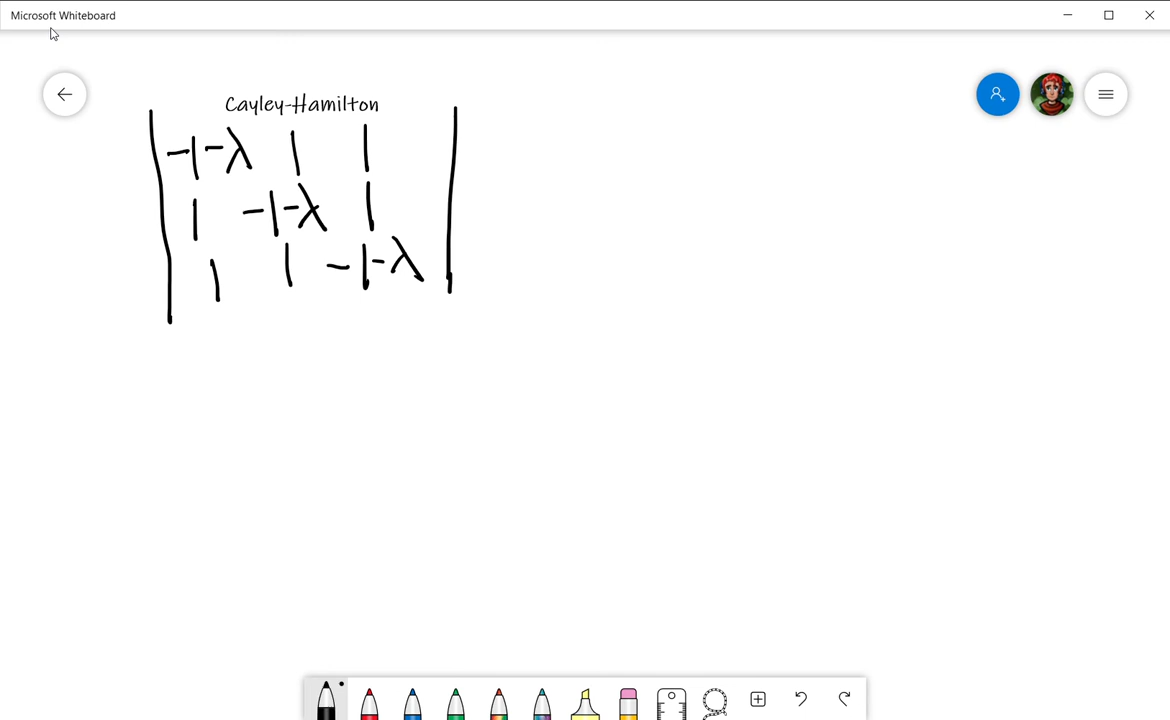 Microsoft Whiteboard
Cayley-Hamilton
-1-λ 1 1
1 -1-λ 1
1 1 -1-λ